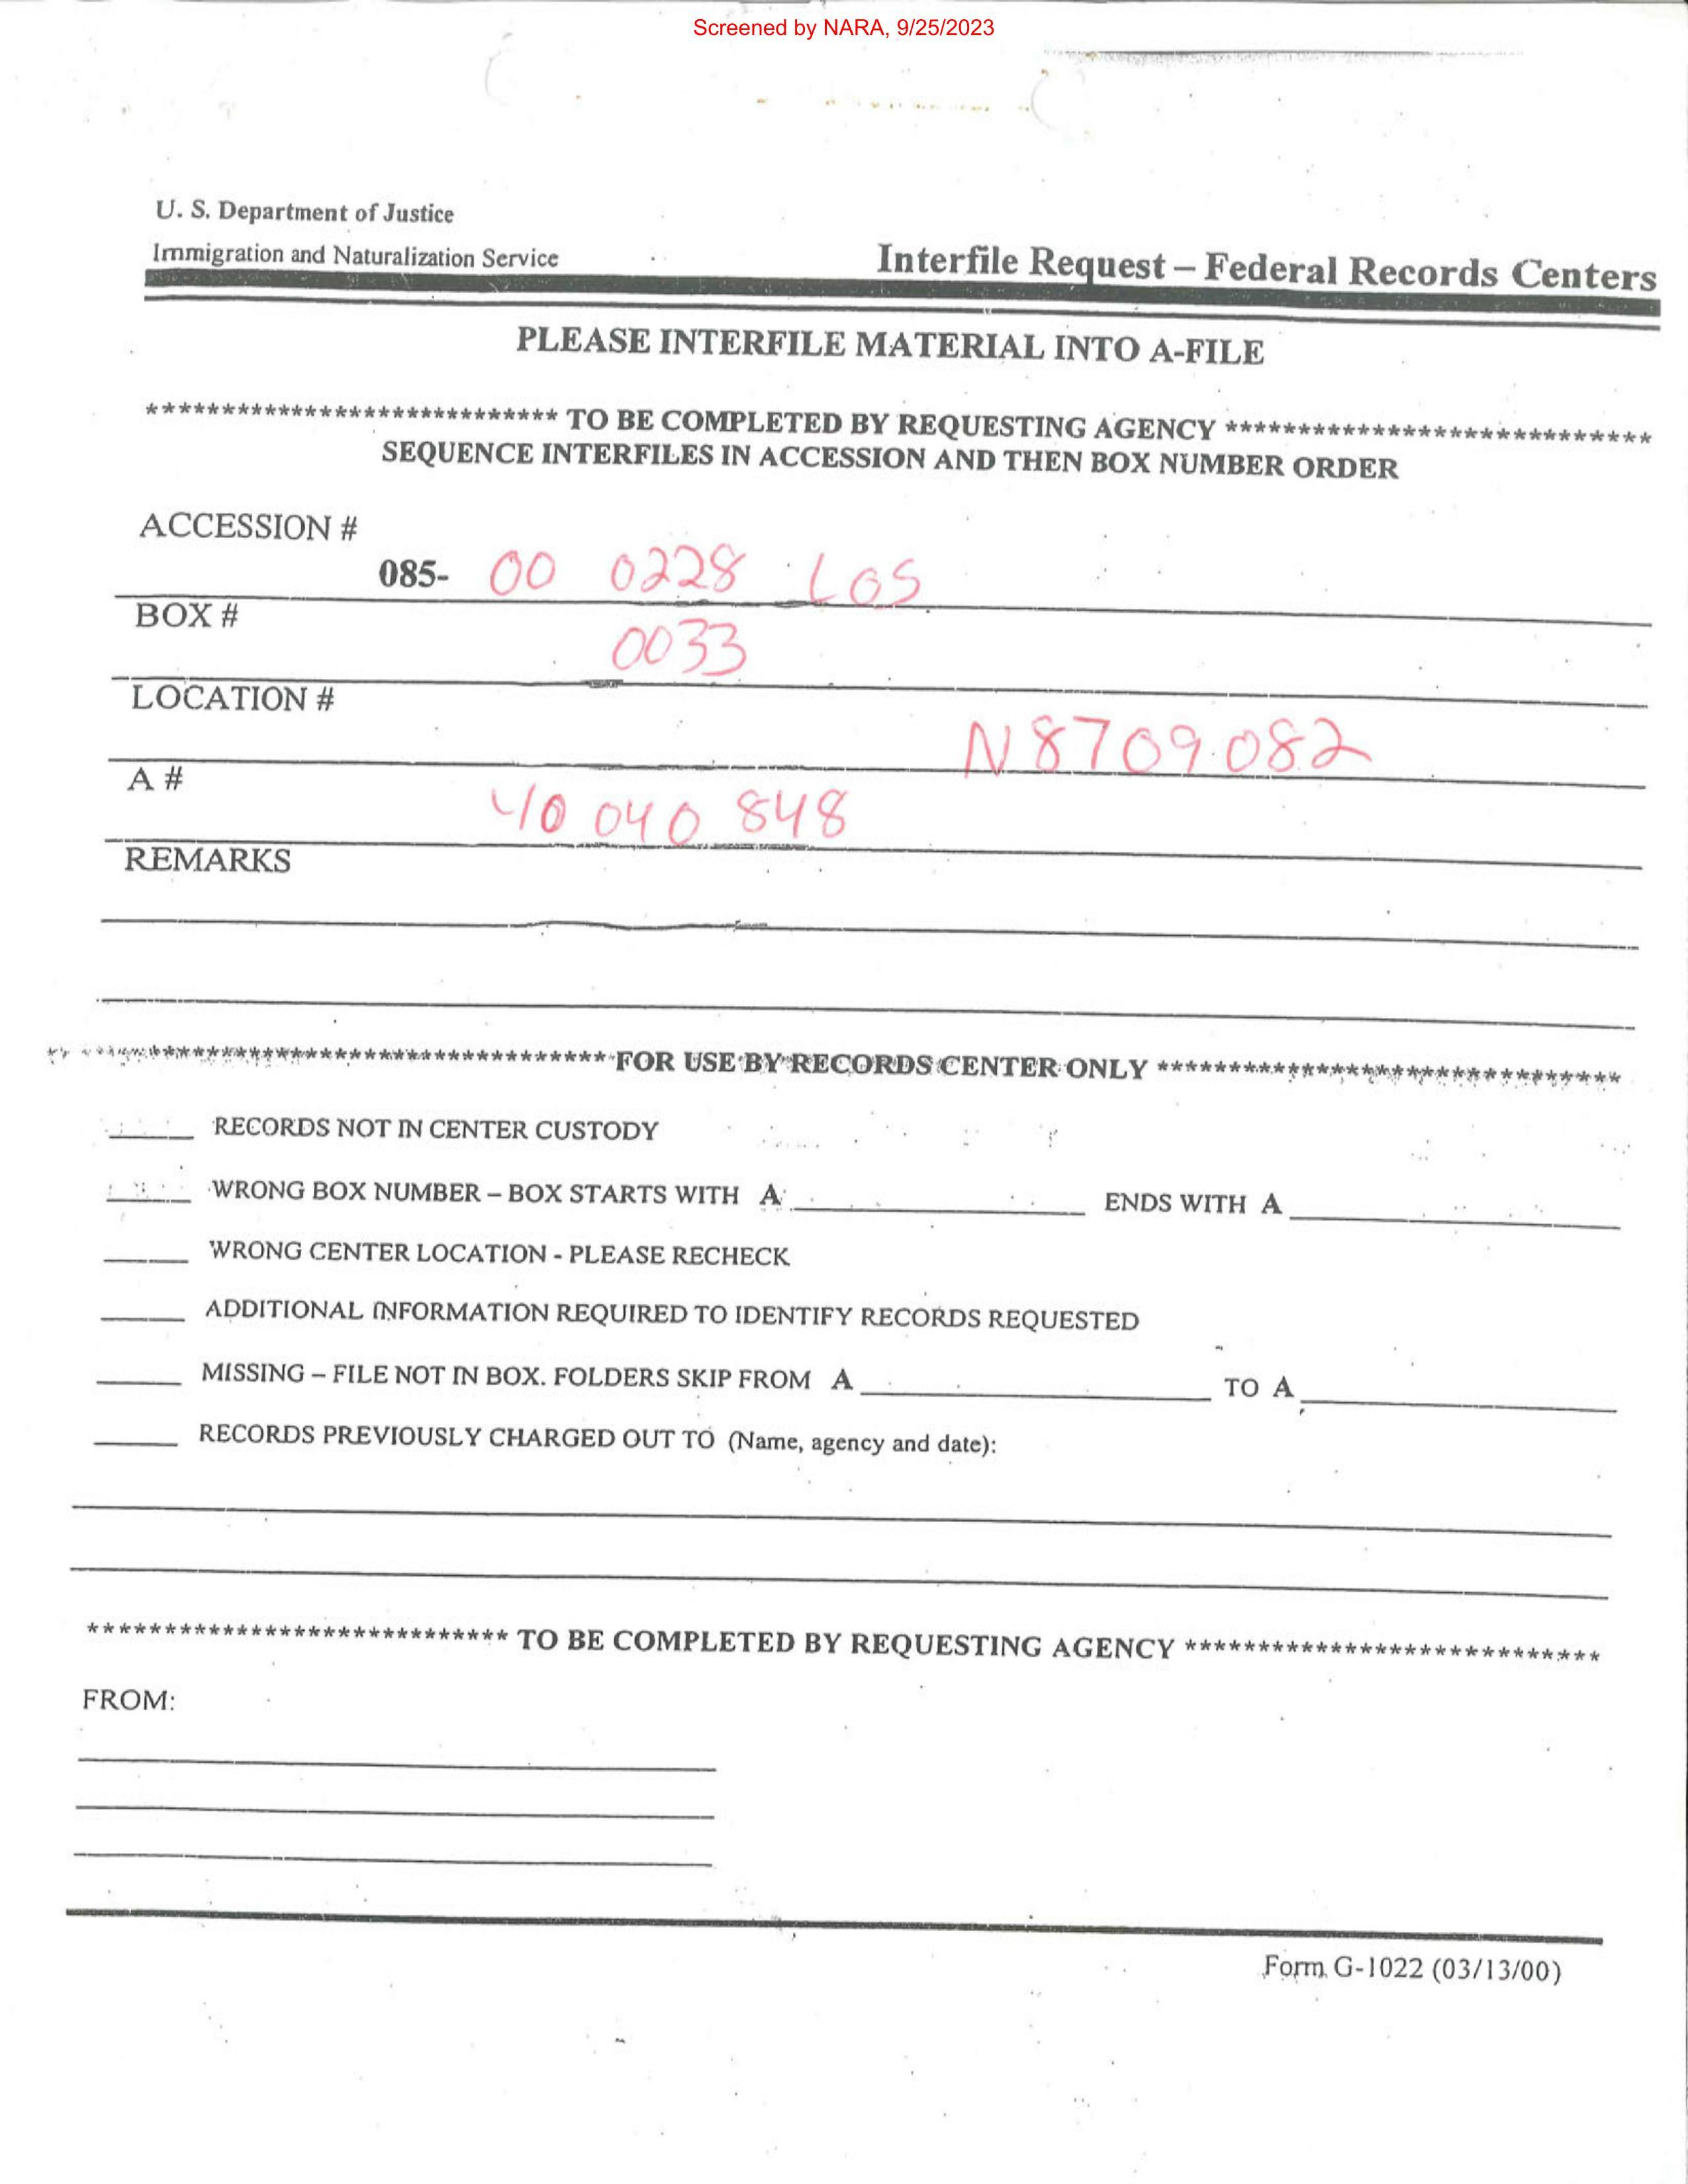 Screened by NARA, 9/25/2023
U. S. Department of Justice
Immigration and Naturalization Service
Interfile Request – Federal Records Centers
PLEASE INTERFILE MATERIAL INTO A-FILE
***************************** TO BE COMPLETED BY REQUESTING AGENCY *****************************
SEQUENCE INTERFILES IN ACCESSION AND THEN BOX NUMBER ORDER
ACCESSION #
085- 00 0228 LOS
BOX #
0033
LOCATION #
N8709082
A #
40 040 848
REMARKS
************************************ FOR USE BY RECORDS CENTER ONLY ********************************
_____ RECORDS NOT IN CENTER CUSTODY
_____ WRONG BOX NUMBER – BOX STARTS WITH A ____________________ ENDS WITH A ____________________
_____ WRONG CENTER LOCATION - PLEASE RECHECK
_____ ADDITIONAL INFORMATION REQUIRED TO IDENTIFY RECORDS REQUESTED
_____ MISSING – FILE NOT IN BOX. FOLDERS SKIP FROM A ____________________ TO A ____________________
_____ RECORDS PREVIOUSLY CHARGED OUT TO (Name, agency and date):
***************************** TO BE COMPLETED BY REQUESTING AGENCY *****************************
FROM:
Form G-1022 (03/13/00)